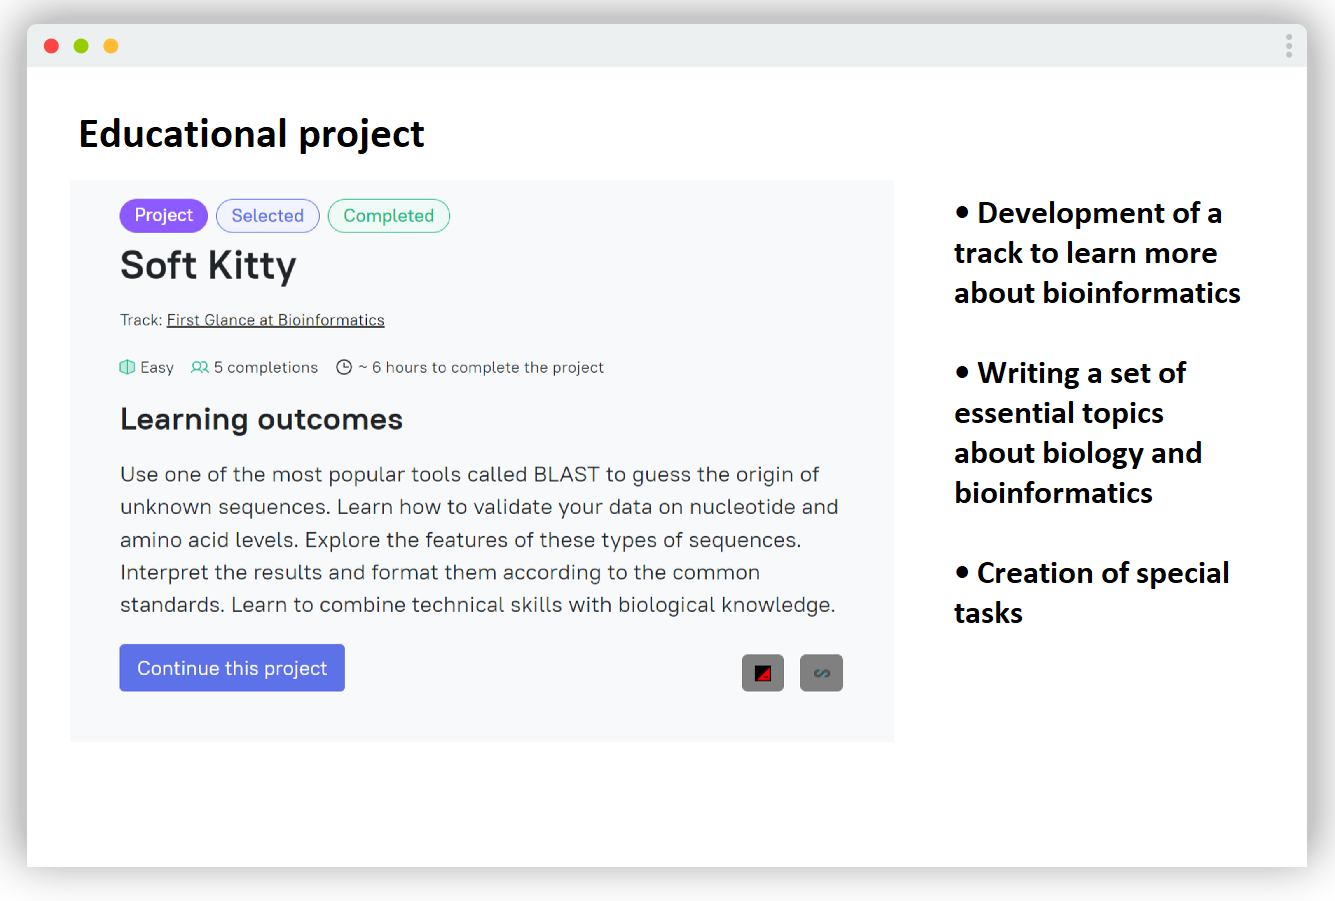 Educational project
Project Selected Completed
Soft Kitty
Track: First Glance at Bioinformatics
Easy 5 completions ~ 6 hours to complete the project
Learning outcomes
Use one of the most popular tools called BLAST to guess the origin of
unknown sequences. Learn how to validate your data on nucleotide and
amino acid levels. Explore the features of these types of sequences.
Interpret the results and format them according to the common
standards. Learn to combine technical skills with biological knowledge.
Continue this project
• Development of a
track to learn more
about bioinformatics
• Writing a set of
essential topics
about biology and
bioinformatics
• Creation of special
tasks